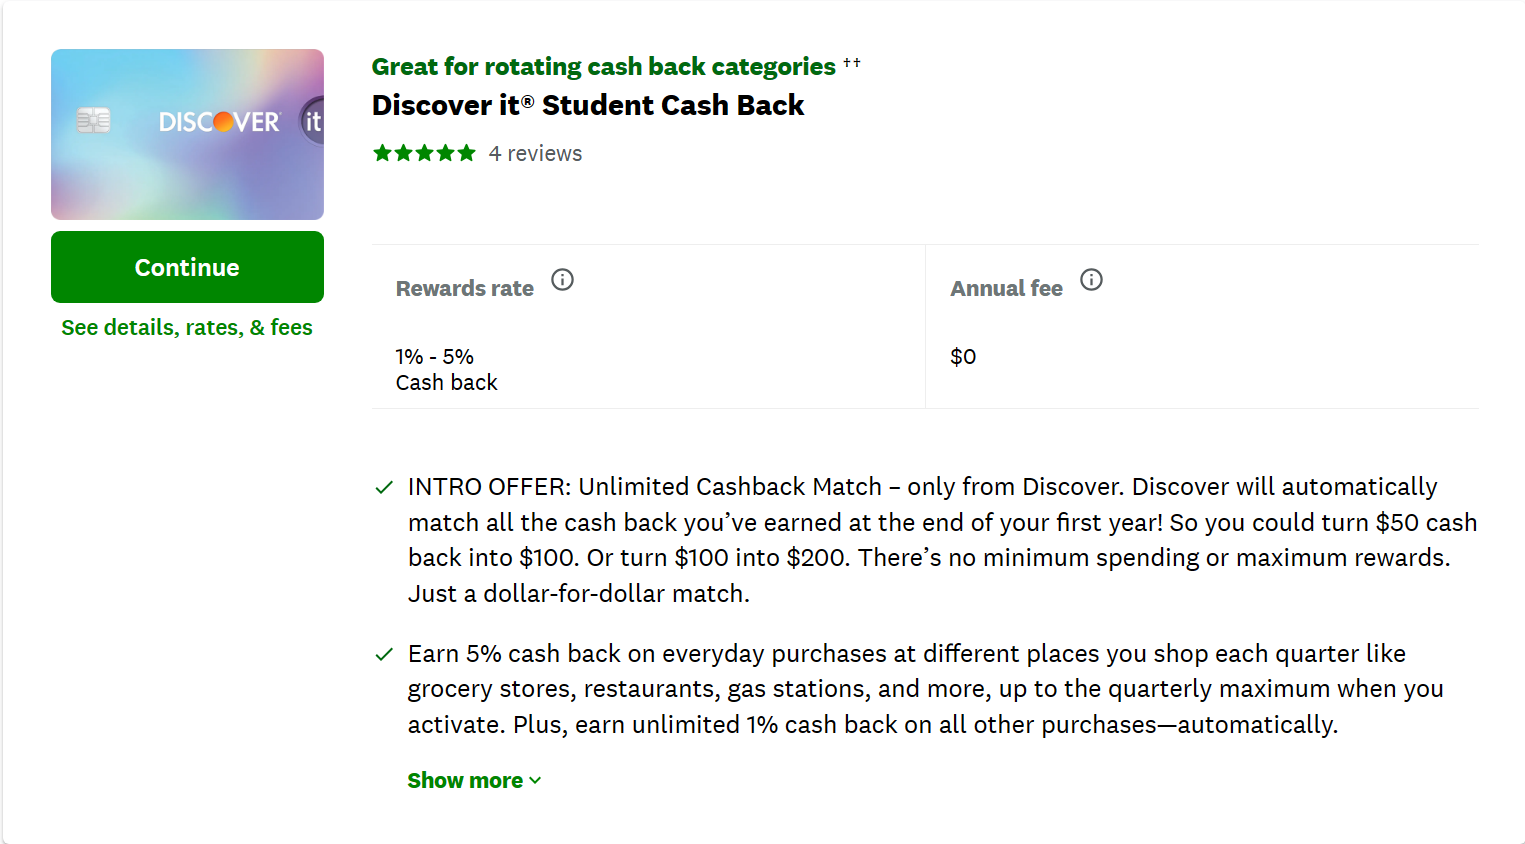 DISCOVER it
Continue
See details, rates, & fees
Great for rotating cash back categories ††
Discover it® Student Cash Back
4 reviews
Rewards rate
1% - 5%
Cash back
Annual fee
$0
INTRO OFFER: Unlimited Cashback Match – only from Discover. Discover will automatically
match all the cash back you’ve earned at the end of your first year! So you could turn $50 cash
back into $100. Or turn $100 into $200. There’s no minimum spending or maximum rewards.
Just a dollar-for-dollar match.
Earn 5% cash back on everyday purchases at different places you shop each quarter like
grocery stores, restaurants, gas stations, and more, up to the quarterly maximum when you
activate. Plus, earn unlimited 1% cash back on all other purchases—automatically.
Show more